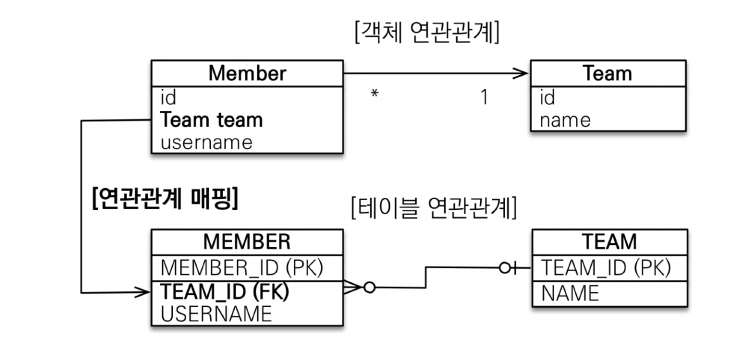 [객체 연관관계]
Member
id
Team team
username
*
1
Team
id
name
[연관관계 매핑]
[테이블 연관관계]
MEMBER
MEMBER_ID (PK)
TEAM_ID (FK)
USERNAME
TEAM
TEAM_ID (PK)
NAME